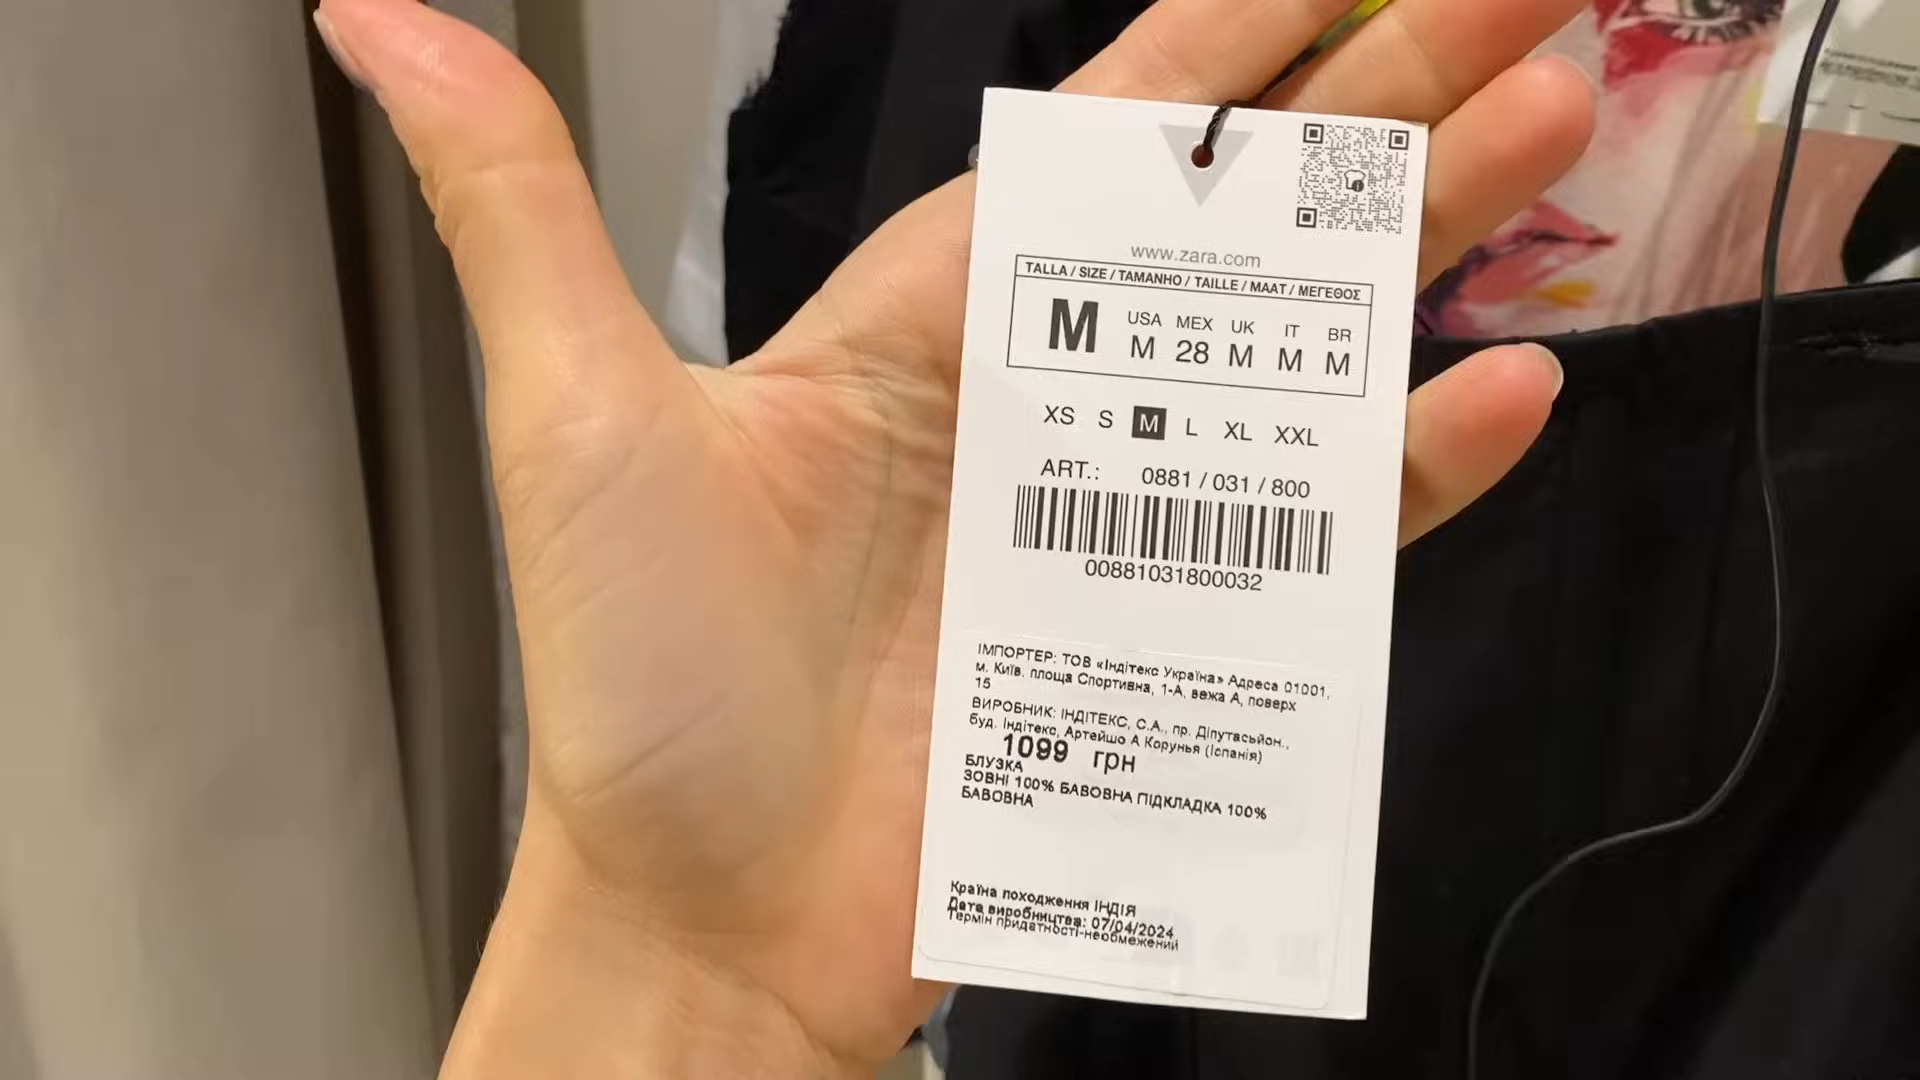 www.zara.com
TALLA / SIZE / TAMANHO / TAILLE / MAAT / ΜΕΓΕΘΟΣ
M
USA MEX UK IT BR
M 28 M M M
XS S M L XL XXL
ART.: 0881 / 031 / 800
00881031800032
ІМПОРТЕР: ТОВ «Індітекс Україна» Адреса 01001,
м. Київ, площа Спортивна, 1-А, вежа А, поверх
15
ВИРОБНИК: ІНДІТЕКС, С.А., пр. Діпутасьйон.,
буд. Індітекс, Артейшо А Корунья (Іспанія)
1099 грн
БЛУЗКА
ЗОВНІ 100% БАВОВНА ПІДКЛАДКА 100%
БАВОВНА
Країна походження ІНДІЯ
Дата виробництва: 07/04/2024
Термін придатності-необмежений